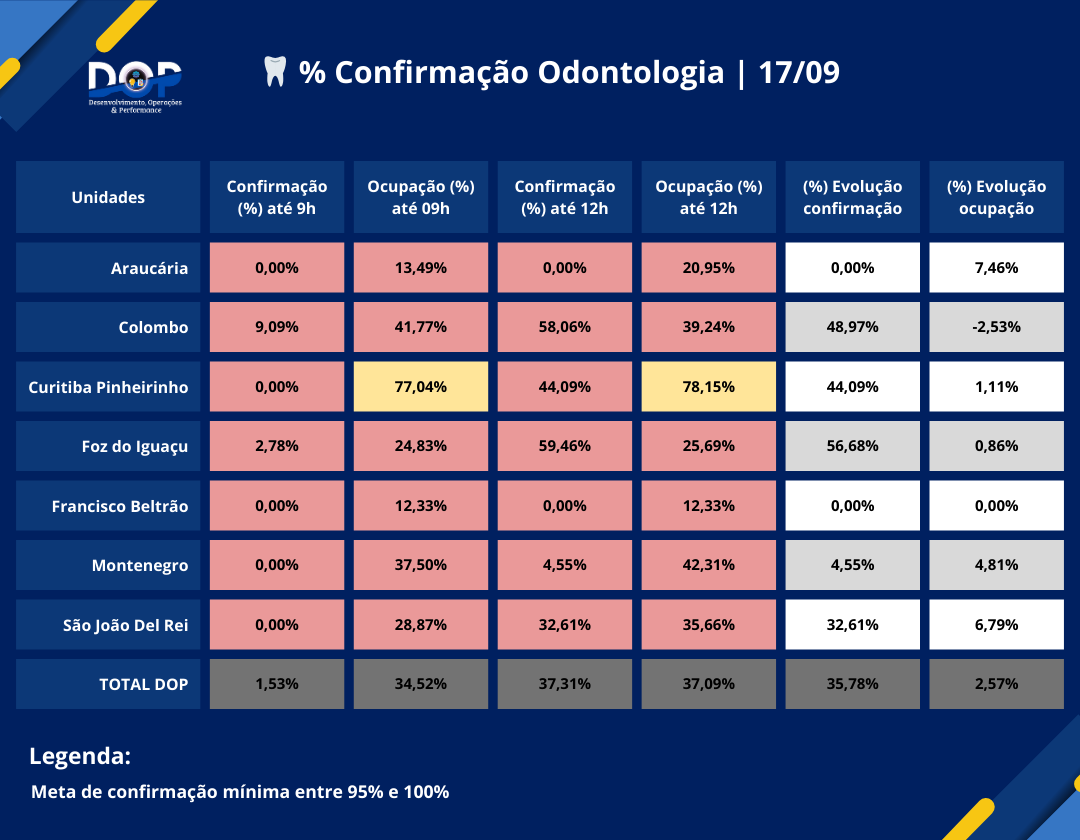 DOP
Desenvolvimento, Operações
& Performance
% Confirmação Odontologia | 17/09
Unidades
Confirmação
(%) até 9h
Ocupação (%)
até 09h
Confirmação
(%) até 12h
Ocupação (%)
até 12h
(%) Evolução
confirmação
(%) Evolução
ocupação
Araucária 0,00% 13,49% 0,00% 20,95% 0,00% 7,46%
Colombo 9,09% 41,77% 58,06% 39,24% 48,97% -2,53%
Curitiba Pinheirinho 0,00% 77,04% 44,09% 78,15% 44,09% 1,11%
Foz do Iguaçu 2,78% 24,83% 59,46% 25,69% 56,68% 0,86%
Francisco Beltrão 0,00% 12,33% 0,00% 12,33% 0,00% 0,00%
Montenegro 0,00% 37,50% 4,55% 42,31% 4,55% 4,81%
São João Del Rei 0,00% 28,87% 32,61% 35,66% 32,61% 6,79%
TOTAL DOP 1,53% 34,52% 37,31% 37,09% 35,78% 2,57%
Legenda:
Meta de confirmação mínima entre 95% e 100%